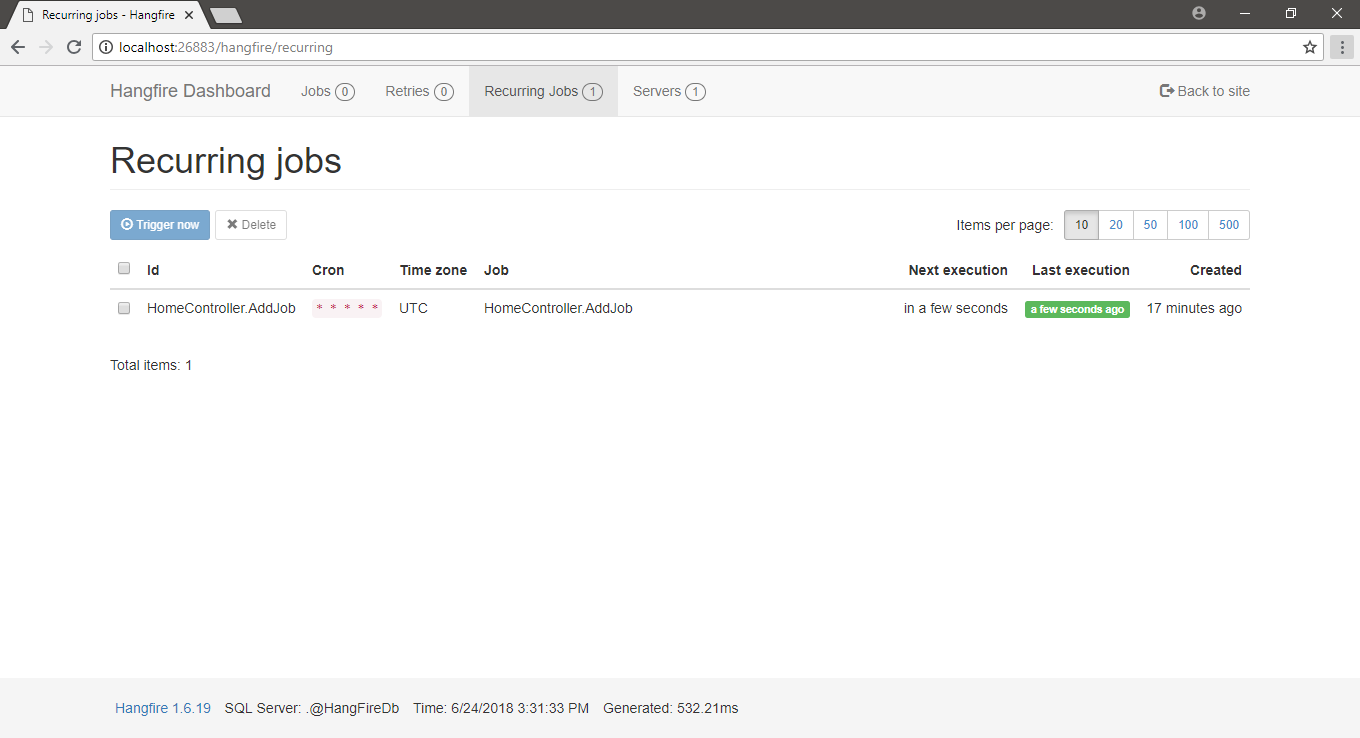 Recurring jobs - Hangfire
localhost:26883/hangfire/recurring
Hangfire Dashboard Jobs 0 Retries 0 Recurring Jobs 1 Servers 1 Back to site
Recurring jobs
Trigger now Delete Items per page: 10 20 50 100 500
Id Cron Time zone Job Next execution Last execution Created
HomeController.AddJob * * * * * UTC HomeController.AddJob in a few seconds a few seconds ago 17 minutes ago
Total items: 1
Hangfire 1.6.19 SQL Server: .@HangFireDb Time: 6/24/2018 3:31:33 PM Generated: 532.21ms